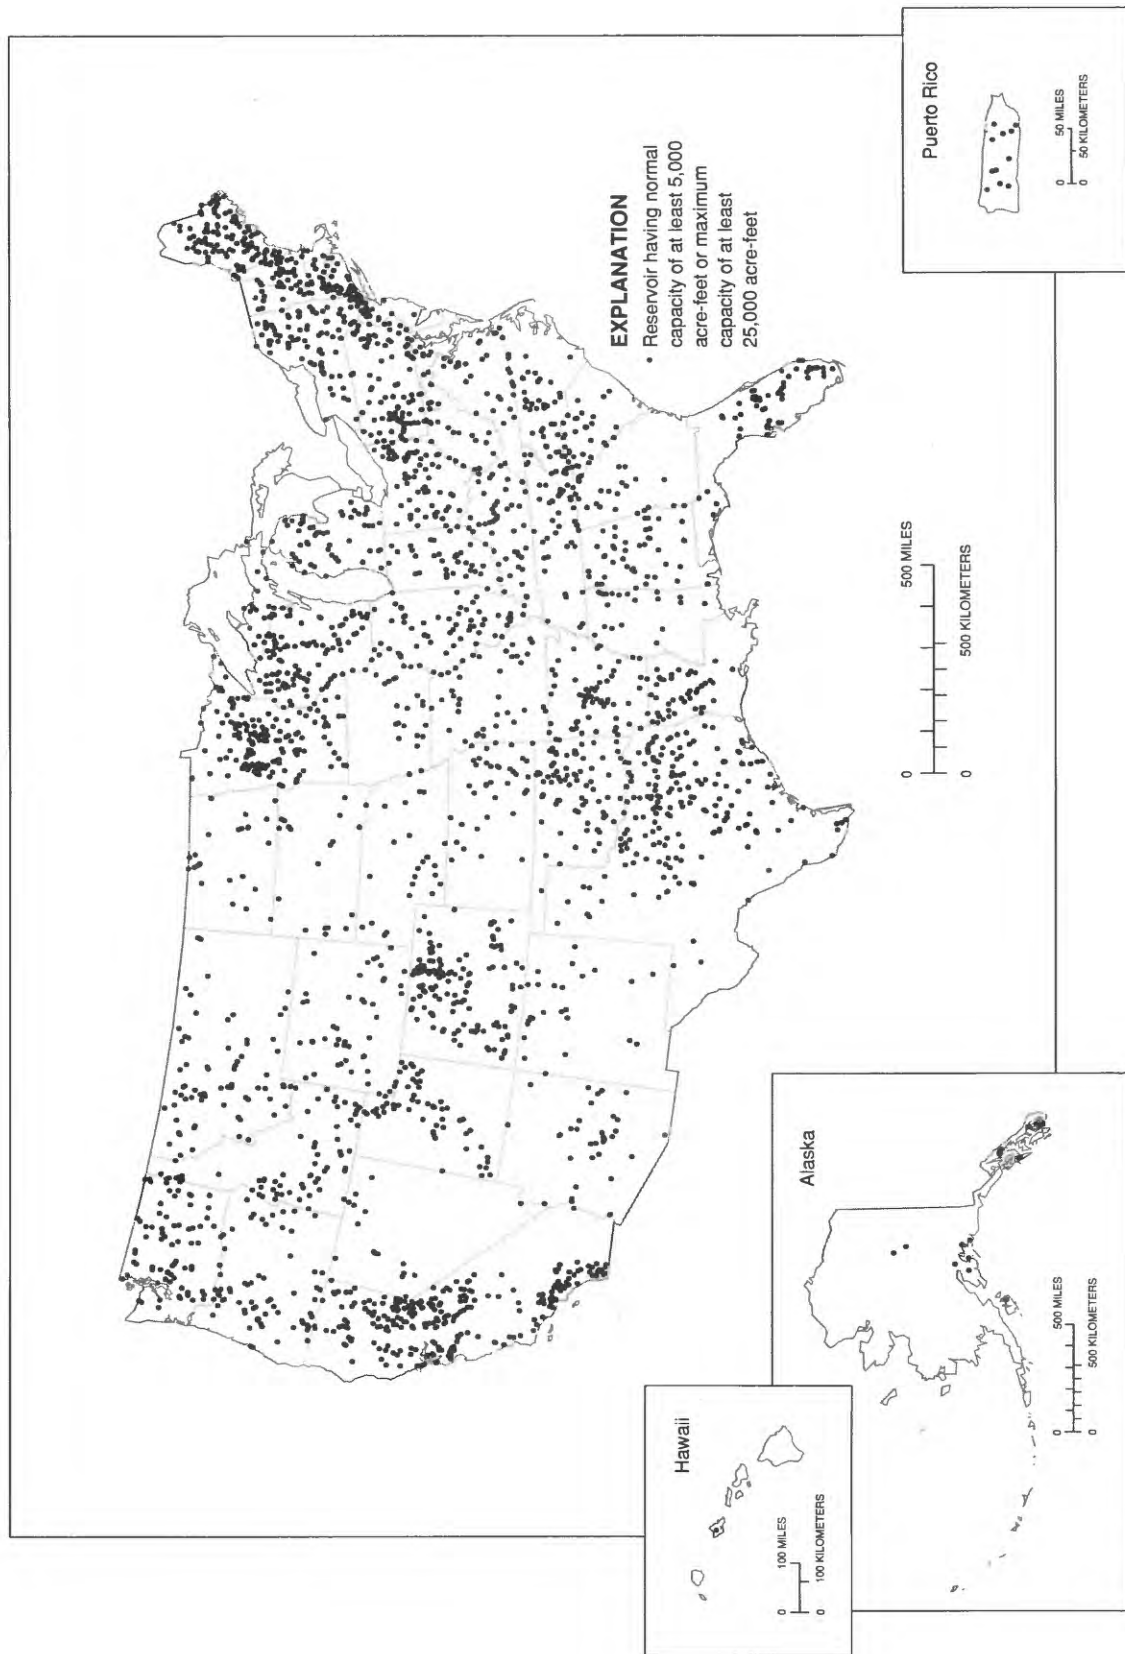 EXPLANATION
• Reservoir having normal
capacity of at least 5,000
acre-feet or maximum
capacity of at least
25,000 acre-feet
0 500 MILES
0 500 KILOMETERS
Hawaii
0 100 MILES
0 100 KILOMETERS
Alaska
0 500 MILES
0 500 KILOMETERS
Puerto Rico
0 50 MILES
0 50 KILOMETERS